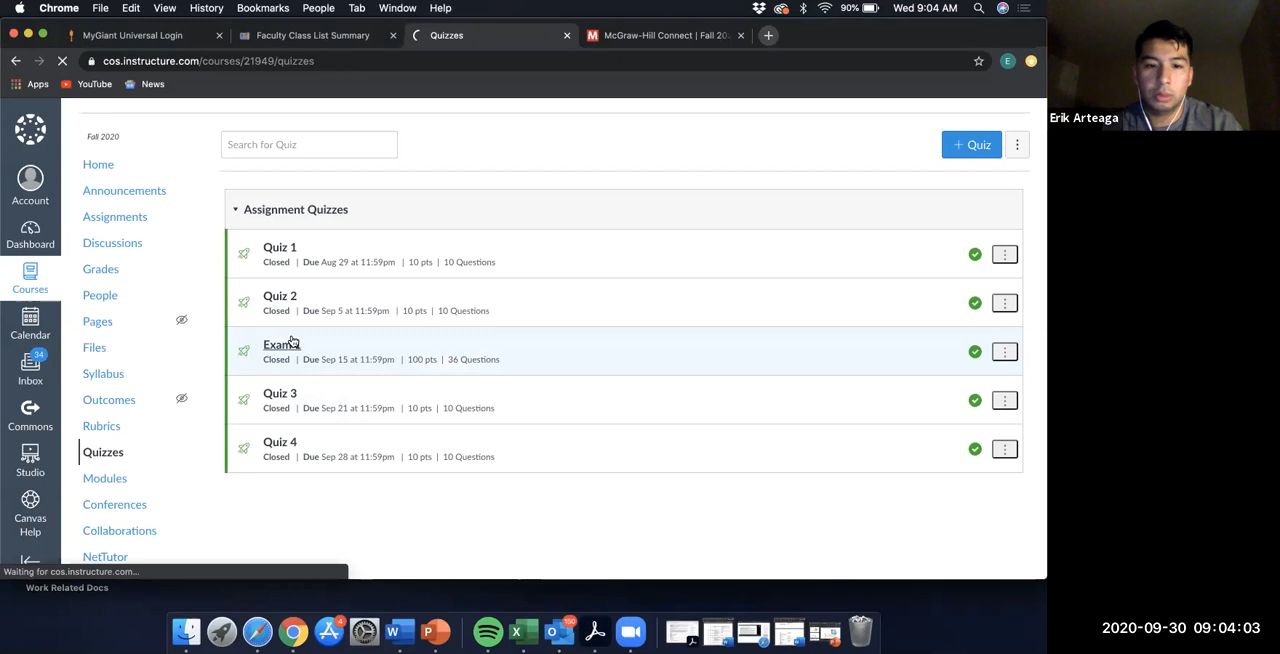 Chrome File Edit View History Bookmarks People Tab Window Help 90% Wed 9:04 AM
MyGiant Universal Login Faculty Class List Summary Quizzes McGraw-Hill Connect | Fall 20
cos.instructure.com/courses/21949/quizzes E
Apps YouTube News
Erik Arteaga
Fall 2020
Search for Quiz
+ Quiz
Account
Dashboard
Courses
Calendar
34
Inbox
Commons
Studio
Canvas
Help
Home
Announcements
Assignments
Discussions
Grades
People
Pages
Files
Syllabus
Outcomes
Rubrics
Quizzes
Modules
Conferences
Collaborations
NetTutor
Assignment Quizzes
Quiz 1
Closed | Due Aug 29 at 11:59pm | 10 pts | 10 Questions
Quiz 2
Closed | Due Sep 5 at 11:59pm | 10 pts | 10 Questions
Exam
Closed | Due Sep 15 at 11:59pm | 100 pts | 36 Questions
Quiz 3
Closed | Due Sep 21 at 11:59pm | 10 pts | 10 Questions
Quiz 4
Closed | Due Sep 28 at 11:59pm | 10 pts | 10 Questions
Waiting for cos.instructure.com...
Work Related Docs
4 150
2020-09-30 09:04:03